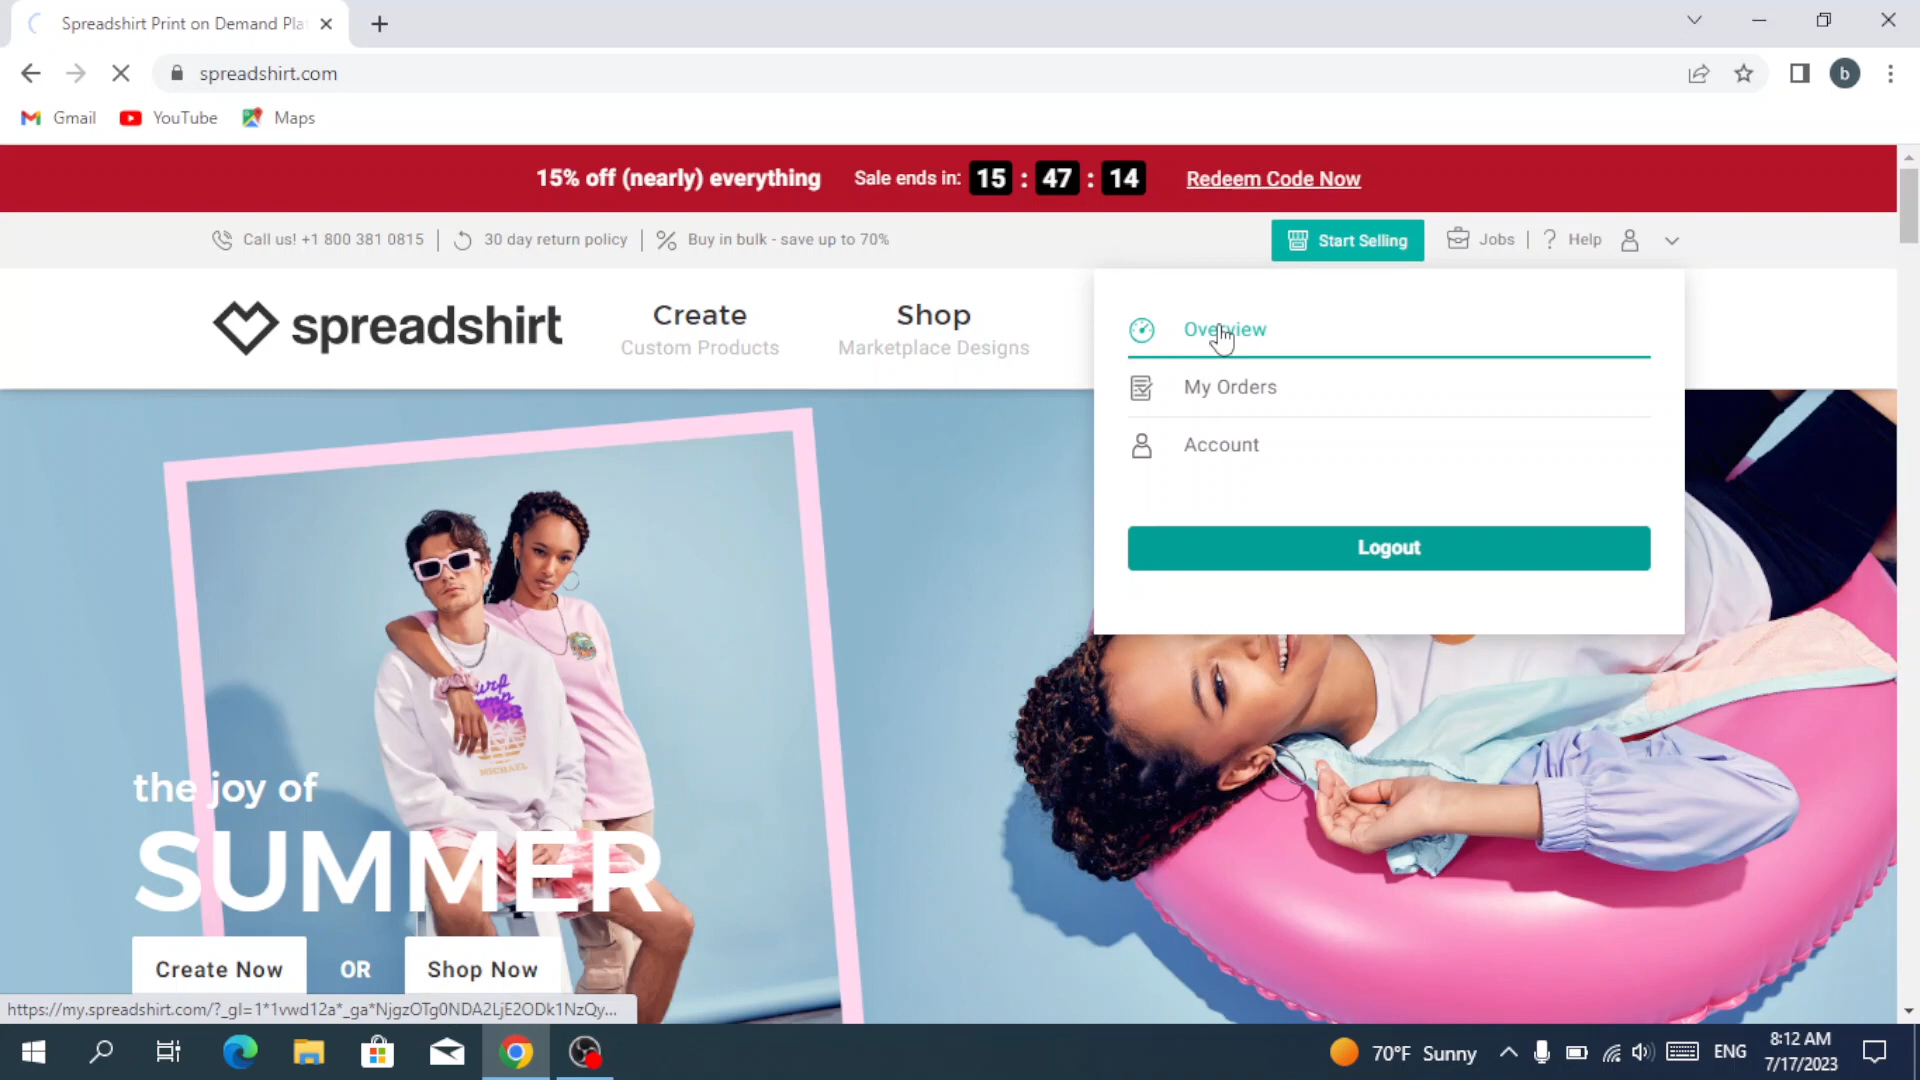 Spreadshirt Print on Demand Pla
spreadshirt.com
b
Gmail
YouTube
Maps
15% off (nearly) everything
Sale ends in: 15 : 47 : 14
Redeem Code Now
Call us! +1 800 381 0815
30 day return policy
Buy in bulk - save up to 70%
Start Selling
Jobs
Help
spreadshirt
Create
Custom Products
Shop
Marketplace Designs
Overview
My Orders
Account
Logout
'23
MICHAEL
the joy of
SUMMER
Create Now
OR
Shop Now
https://my.spreadshirt.com/?_gl=1*1vwd12a*_ga*NjgzOTg0NDA2LjE2ODk1NzQy...
70°F Sunny
ENG
8:12 AM
7/17/2023